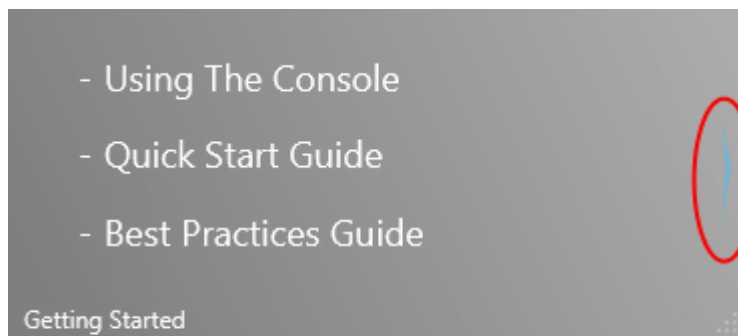 - Using The Console
- Quick Start Guide
- Best Practices Guide
Getting Started